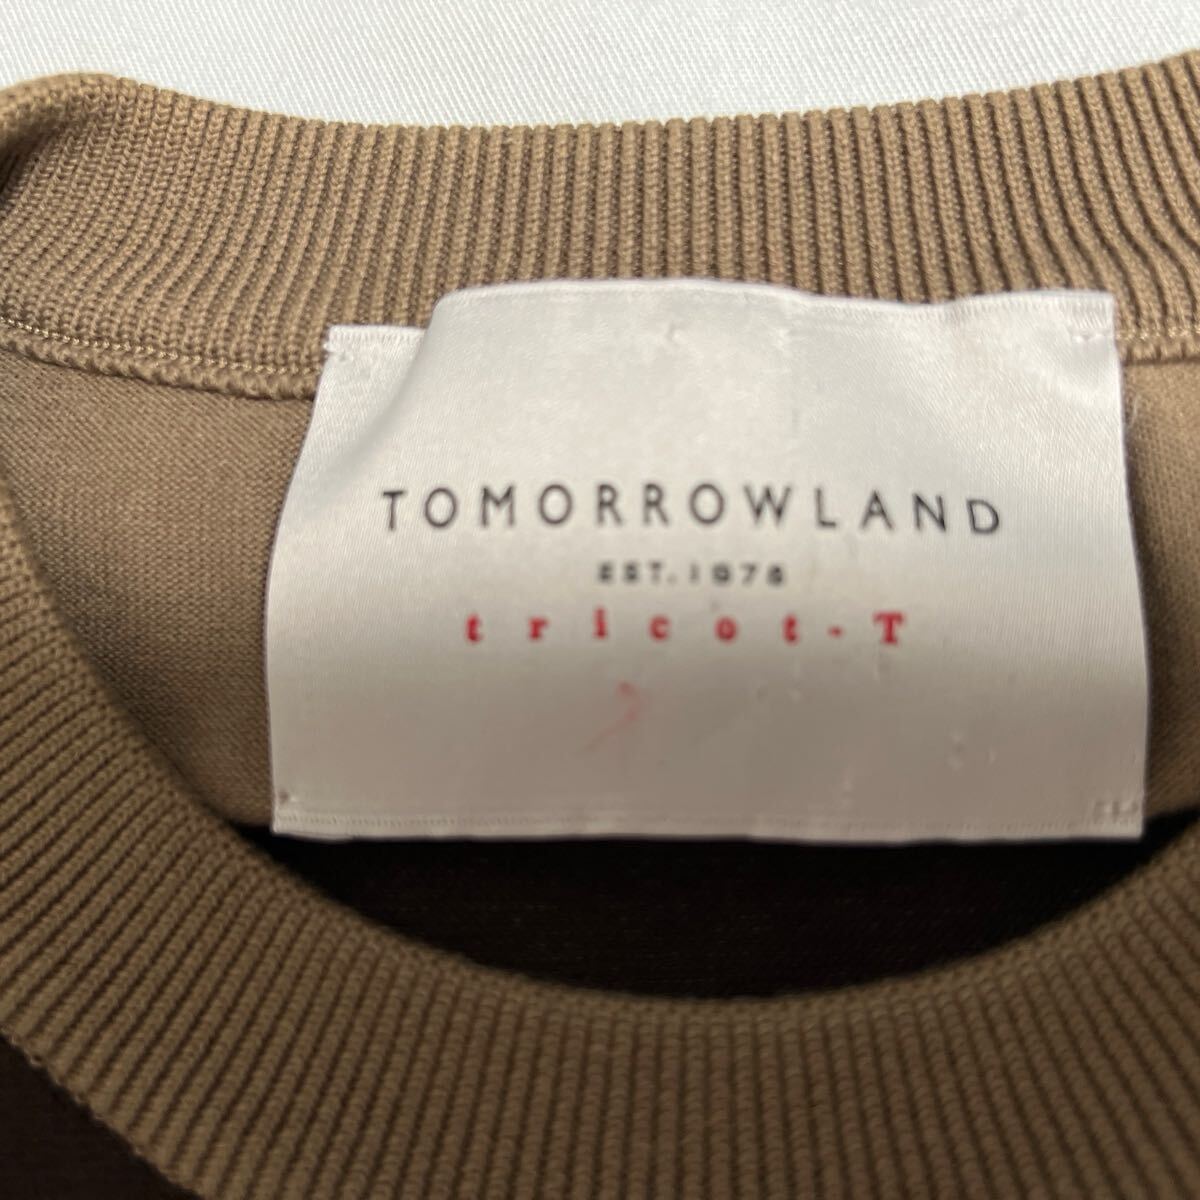 TOMORROWLAND
EST. 1978
tricot-T